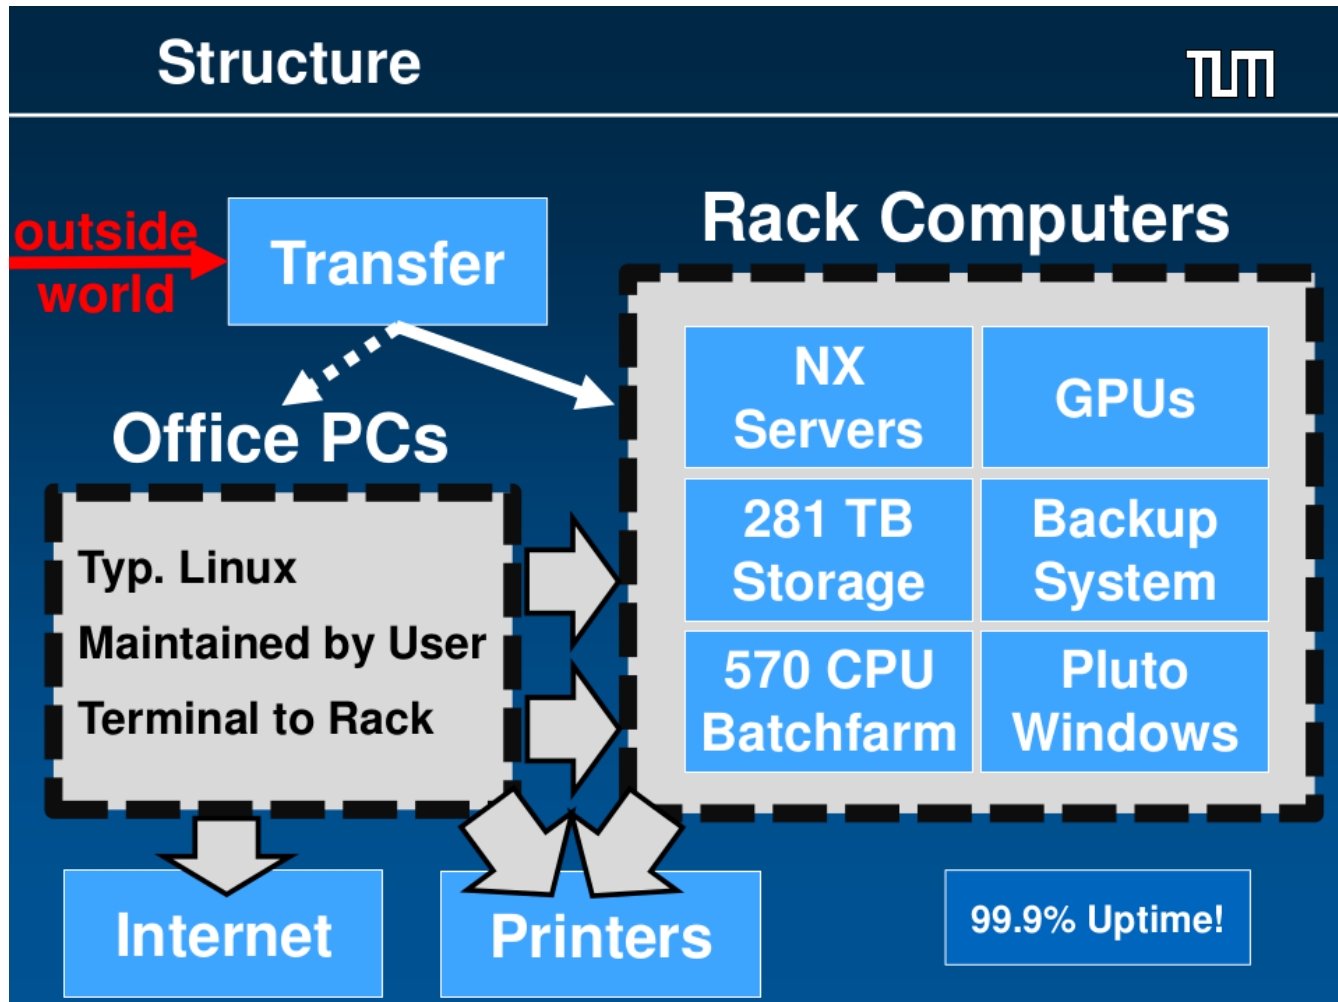 Structure
TUM
outside
world
Transfer
Rack Computers
NX
Servers
GPUs
281 TB
Storage
Backup
System
570 CPU
Batchfarm
Pluto
Windows
Office PCs
Typ. Linux
Maintained by User
Terminal to Rack
Internet
Printers
99.9% Uptime!